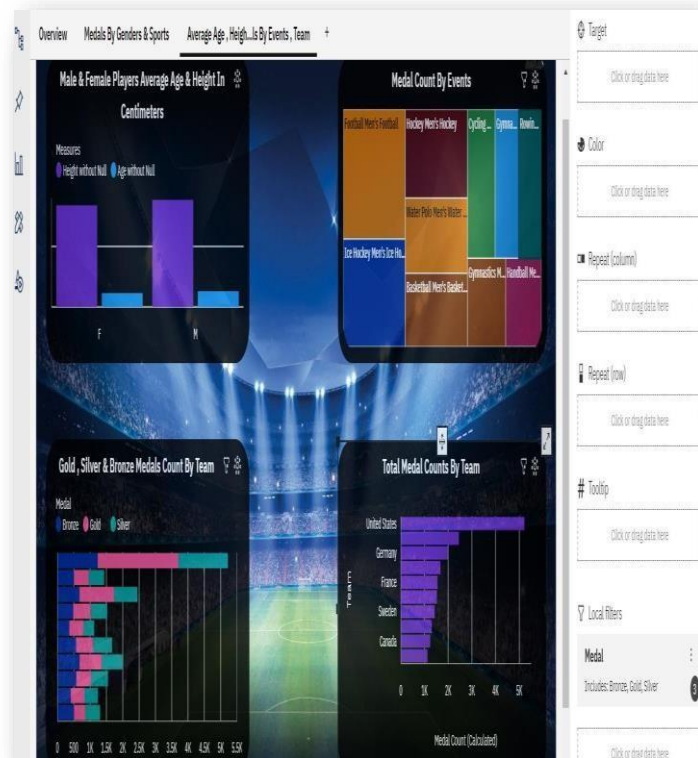 Overview Medals By Genders & Sports Average Age , Heigh...ls By Events , Team +
Male & Female Players Average Age & Height In
Centimeters
Measures
Height without Null Age without Null
F M
Medal Count By Events
Football Men's Football
Hockey Men's Hockey
Cycling ...
Gymna...
Rowin...
Water Polo Men's Water ...
Ice Hockey Men's Ice Ho...
Basketball Men's Basket...
Gymnastics M...
Handball Me...
Gold , Silver & Bronze Medals Count By Team
Medal
Bronze Gold Silver
0 500 1K 1.5K 2K 2.5K 3K 3.5K 4K 4.5K 5K 5.5K
Total Medal Counts By Team
Team
United States
Germany
France
Sweden
Canada
0 1K 2K 3K 4K 5K
Medal Count (Calculated)
Target
Click or drag data here
Color
Click or drag data here
Repeat (column)
Click or drag data here
Repeat (row)
Click or drag data here
# Tooltip
Click or drag data here
Local filters
Medal
Includes: Bronze, Gold, Silver
3
Click or drag data here